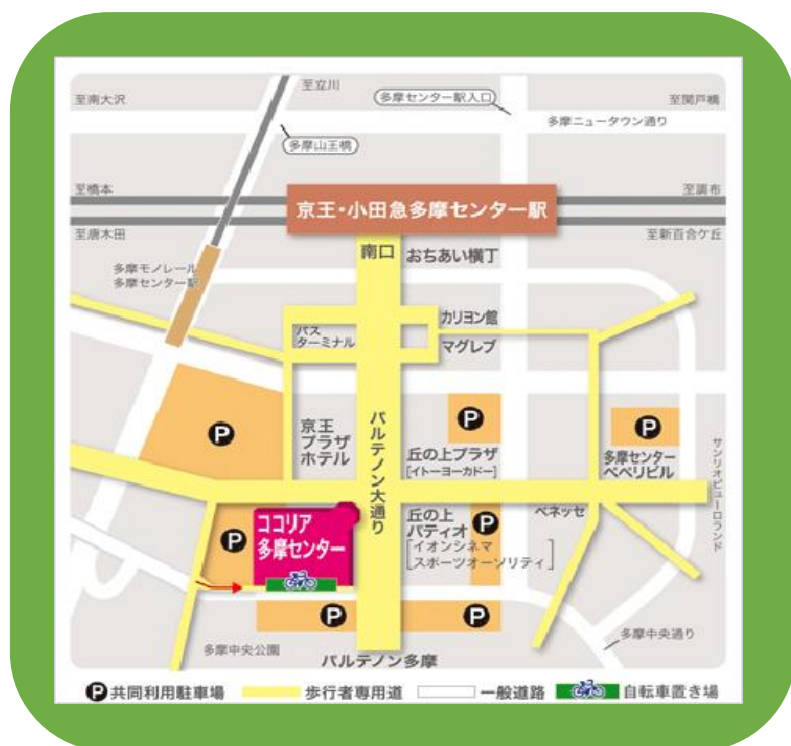 至南大沢
至立川
多摩センター駅入口
至関戸橋
多摩ニュータウン通り
多摩山王橋
至橋本
至調布
京王・小田急多摩センター駅
至唐木田
至新百合ケ丘
南口
おちあい横丁
多摩モノレール
多摩センター駅
カリヨン館
バス
ターミナル
マグレブ
P
P
P
京王
プラザ
ホテル
パルテノン大通り
丘の上プラザ
[イトーヨーカドー]
多摩センター
ペペリビル
サンリオピューロランド
ココリア
多摩センター
P
丘の上
パティオ
P
ベネッセ
[イオンシネマ
スポーツオーソリティ]
P
P
多摩中央公園
多摩中央通り
パルテノン多摩
P共同利用駐車場
歩行者専用道
一般道路
自転車置き場